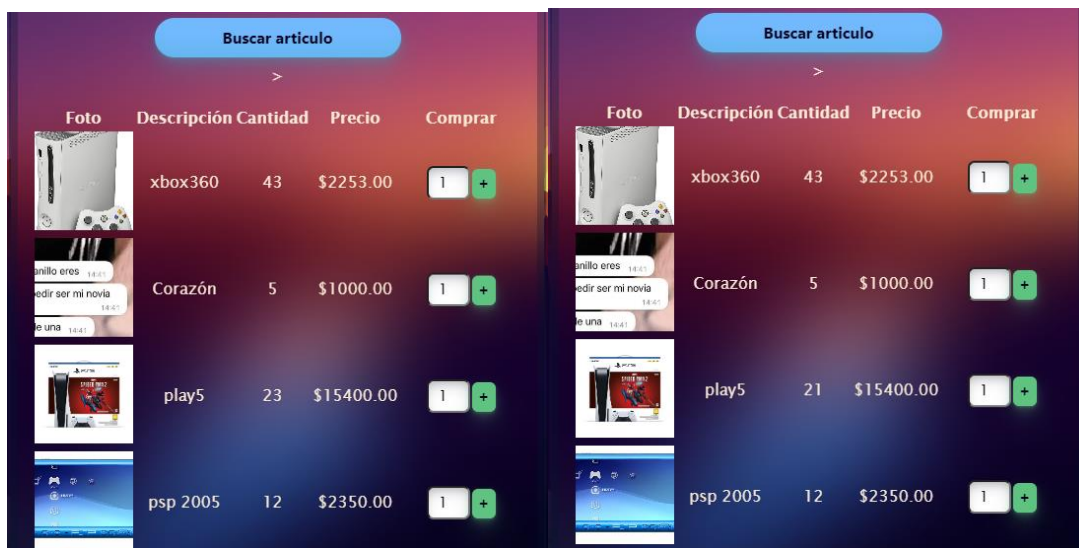 Buscar articulo
>
Foto Descripción Cantidad Precio Comprar
xbox360 43 $2253.00 1 +
anillo eres 14:41
edir ser mi novia
14:41
le una 14:41
Corazón 5 $1000.00 1 +
play5 23 $15400.00 1 +
psp 2005 12 $2350.00 1 +
Buscar articulo
>
Foto Descripción Cantidad Precio Comprar
xbox360 43 $2253.00 1 +
anillo eres 14:41
edir ser mi novia
14:41
le una 14:41
Corazón 5 $1000.00 1 +
play5 21 $15400.00 1 +
psp 2005 12 $2350.00 1 +